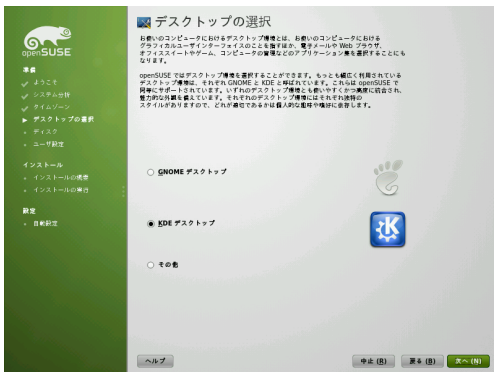 openSUSE
準備
ようこそ
システム分析
タイムゾーン
デスクトップの選択
ディスク
ユーザ設定
インストール
インストールの概要
インストールの実行
設定
自動設定
デスクトップの選択
お使いのコンピュータにおけるデスクトップ環境とは、お使いのコンピュータにおける
グラフィカルユーザインターフェイスのことを指すほか、電子メールや Web ブラウザ、
オフィススイートやゲーム、コンピュータの管理などのアプリケーション集を選択することにも
なります。
openSUSE ではデスクトップ環境を選択することができます。もっとも幅広く利用されている
デスクトップ環境は、それぞれ GNOME と KDE と呼ばれています。これらは openSUSE で
同等にサポートされています。いずれのデスクトップ環境とも使いやすくかつ高度に統合され、
魅力的な外観を備えています。それぞれのデスクトップ環境にはそれぞれ独特の
スタイルがありますので、どれが適切であるかは個人的な趣味や嗜好に依存します。
GNOME デスクトップ
KDE デスクトップ
その他
ヘルプ
中止 (R)
戻る (B)
次へ (N)